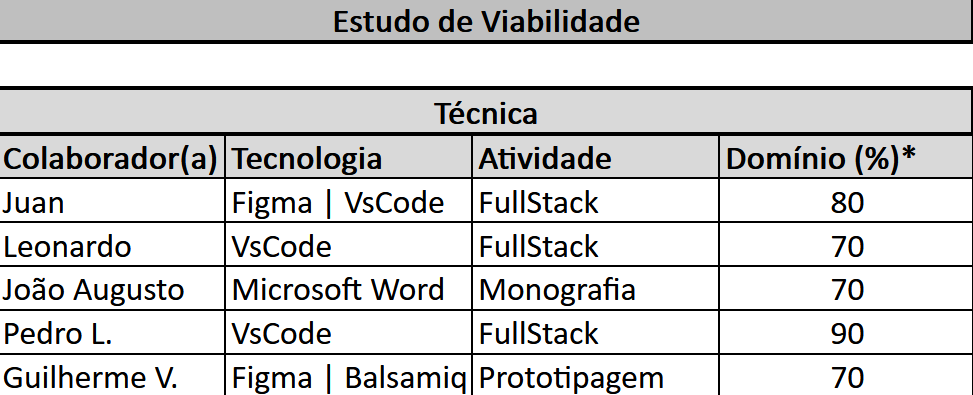 Estudo de Viabilidade
Técnica
Colaborador(a) Tecnologia Atividade Domínio (%)*
Juan Figma | VsCode FullStack 80
Leonardo VsCode FullStack 70
João Augusto Microsoft Word Monografia 70
Pedro L. VsCode FullStack 90
Guilherme V. Figma | Balsamiq Prototipagem 70